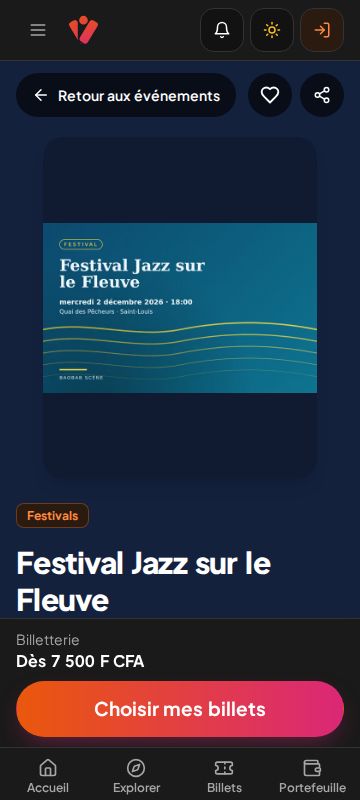 Retour aux événements
FESTIVAL
Festival Jazz sur
le Fleuve
mercredi 2 décembre 2026 · 18:00
Quai des Pêcheurs · Saint-Louis
BAOBAB SCÈNE
Festivals
Festival Jazz sur le
Fleuve
Billetterie
Dès 7 500 F CFA
Choisir mes billets
Accueil
Explorer
Billets
Portefeuille